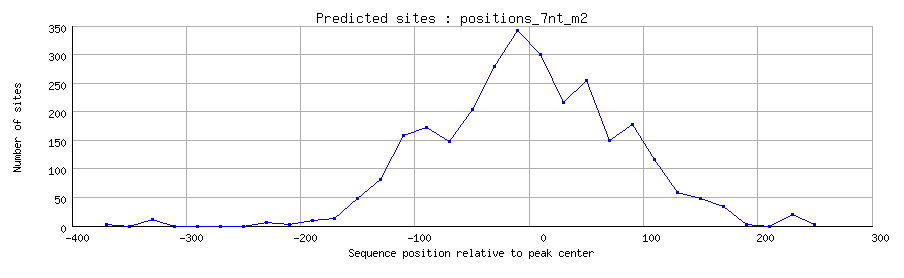 Predicted sites : positions_7nt_m2
350
300
250
200
150
100
50
0
Number of sites
-400 -300 -200 -100 0 100 200 300
Sequence position relative to peak center